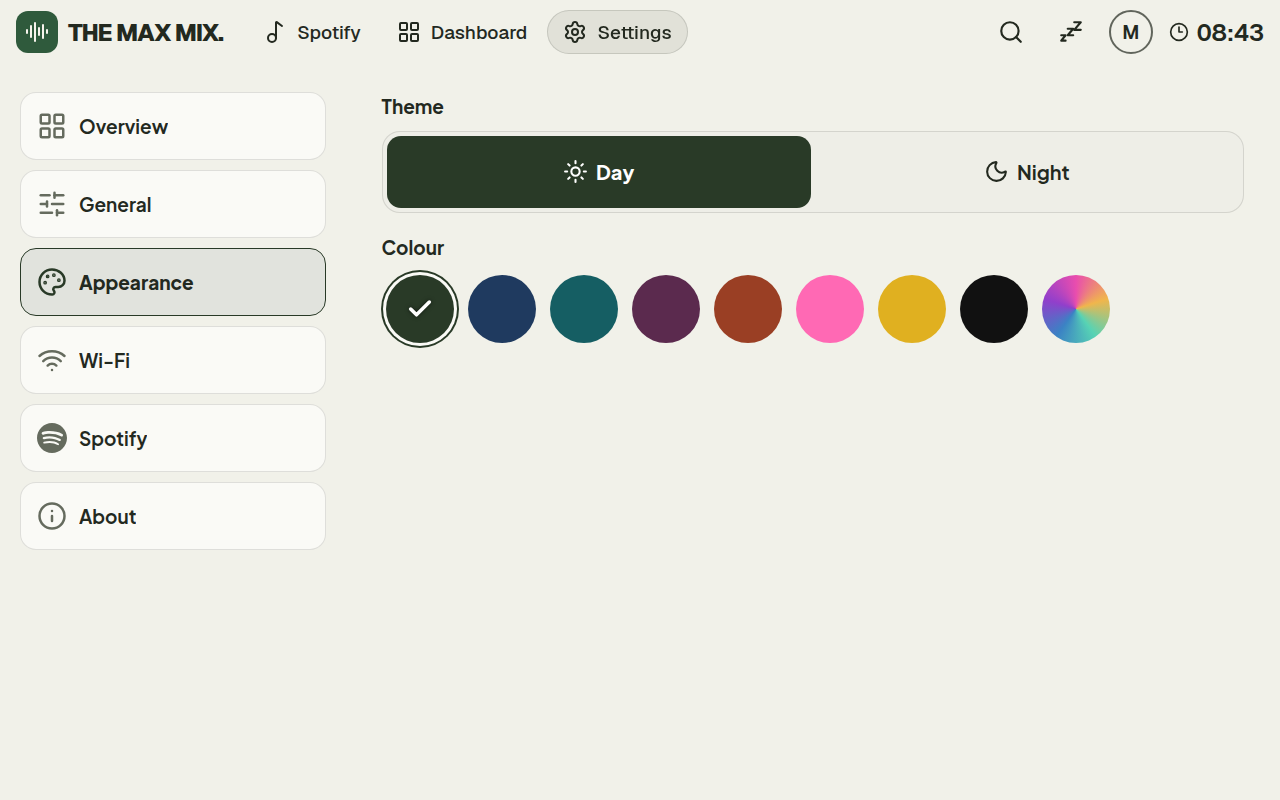 THE MAX MIX.
Spotify
Dashboard
Settings
M
08:43
Overview
General
Appearance
Wi-Fi
Spotify
About
Theme
Day
Night
Colour